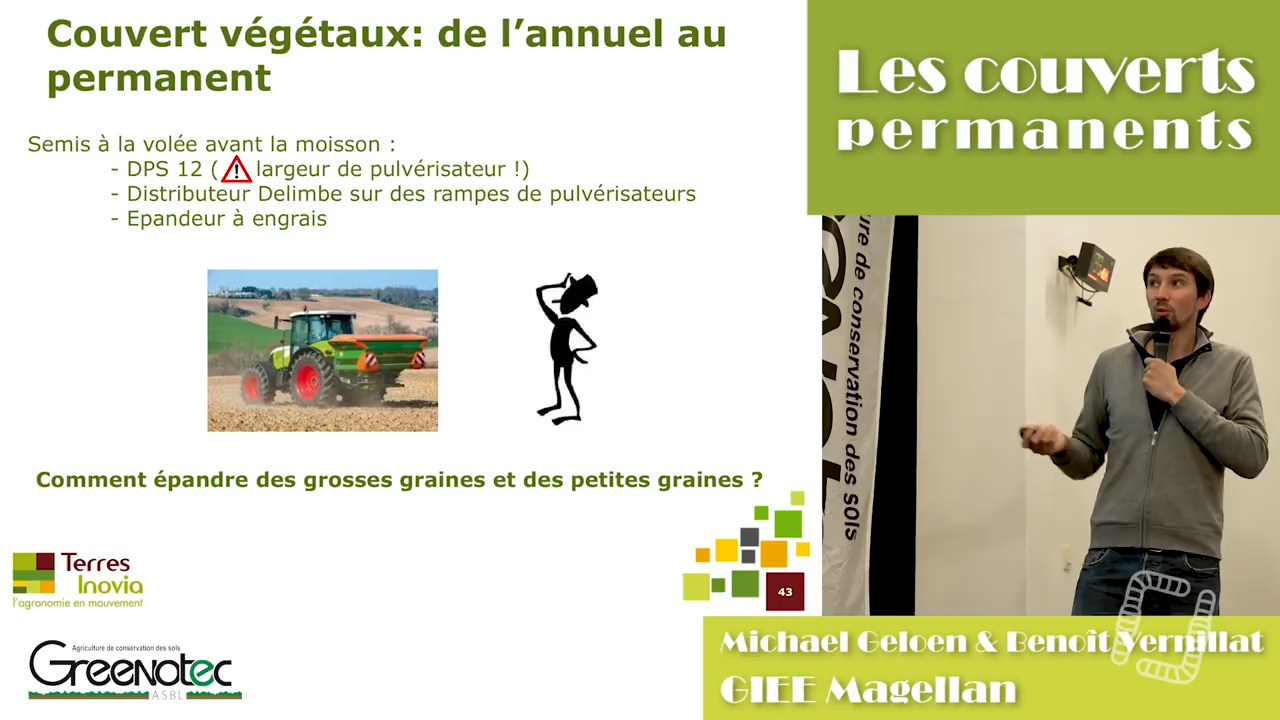 Couvert végétaux: de l’annuel au
permanent
Semis à la volée avant la moisson :
- DPS 12 (⚠largeur de pulvérisateur !)
- Distributeur Delimbe sur des rampes de pulvérisateurs
- Epandeur à engrais
Comment épandre des grosses graines et des petites graines ?
Terres
Inovia
l'agronomie en mouvement
43
Agriculture de conservation des sols
Greenotec
ASBL
Les couverts
permanents
ure de conservation des sols
Michael Geloen & Benoît Vernillat
GIEE Magellan